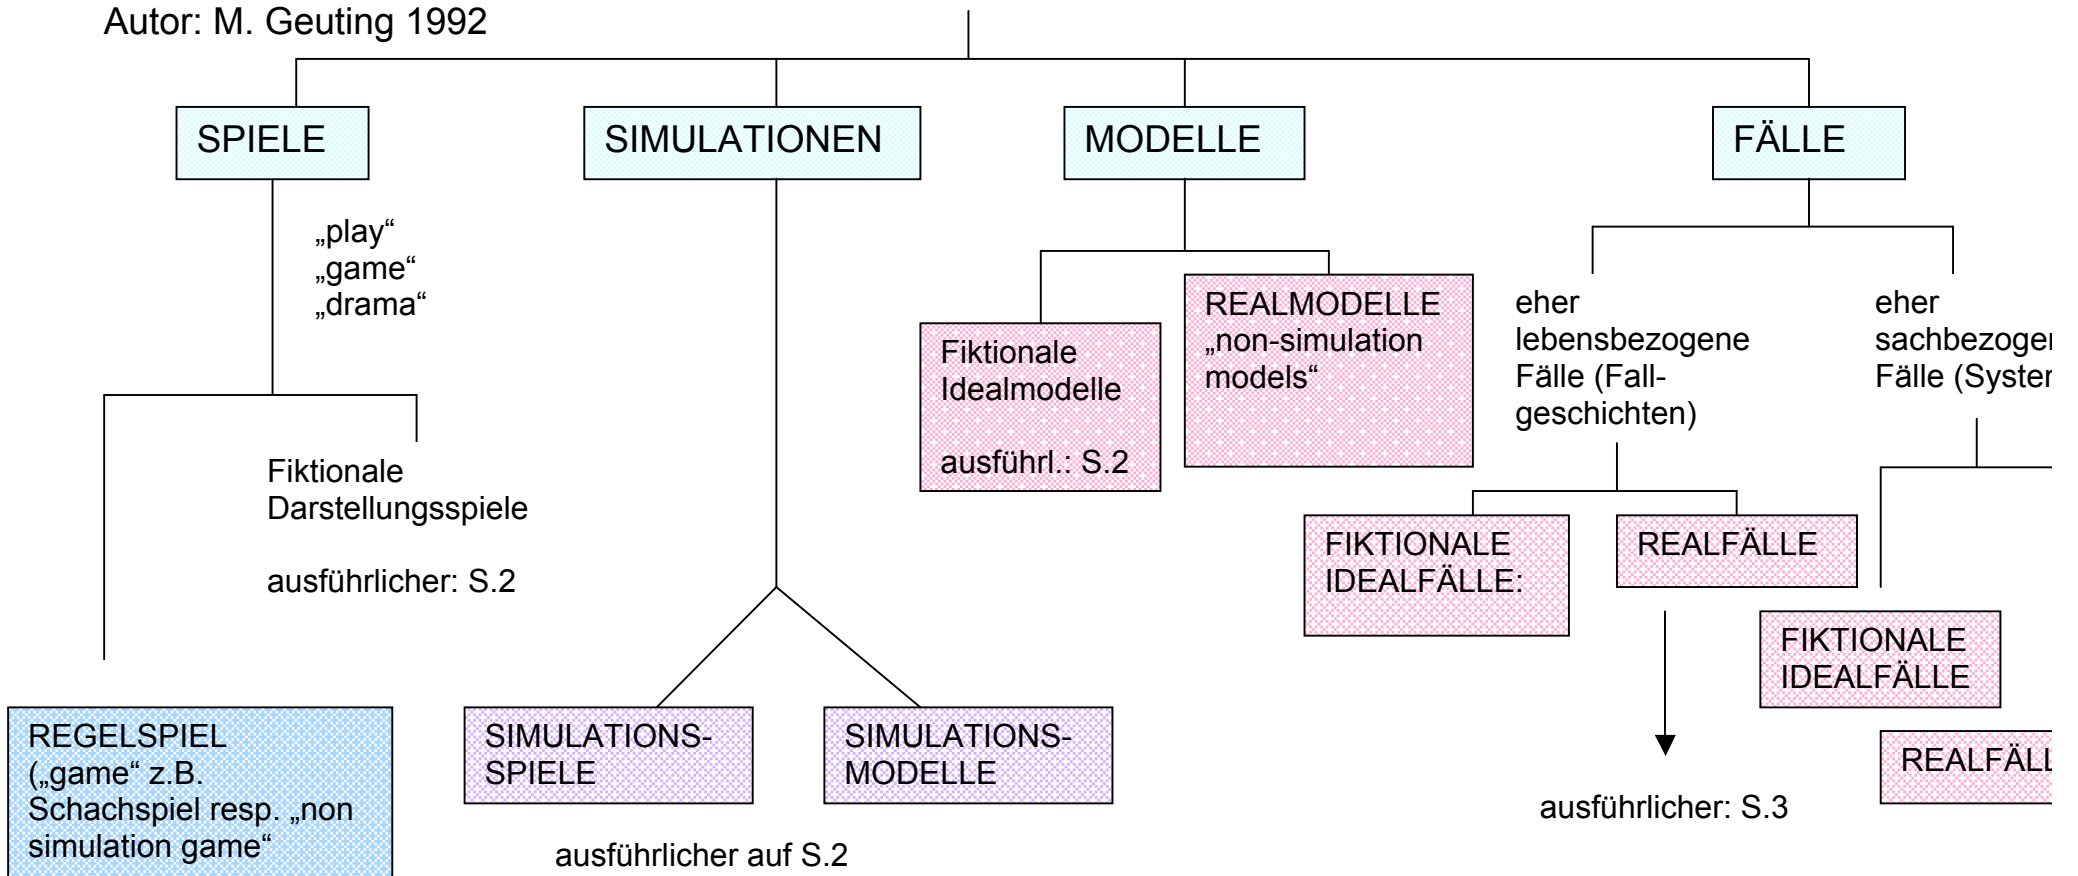 Autor: M. Geuting 1992
SPIELE
SIMULATIONEN
MODELLE
FÄLLE
„play“
„game“
„drama“
Fiktionale
Darstellungsspiele
ausführlicher: S.2
REGELSPIEL
(„game“ z.B.
Schachspiel resp. „non
simulation game“
SIMULATIONS-
SPIELE
SIMULATIONS-
MODELLE
ausführlicher auf S.2
Fiktionale
Idealmodelle
ausführl.: S.2
REALMODELLE
„non-simulation
models“
eher
lebensbezogene
Fälle (Fall-
geschichten)
FIKTIONALE
IDEALFÄLLE:
REALFÄLLE
ausführlicher: S.3
eher
Fälle
FIKTIONALE
IDEALFÄLLE